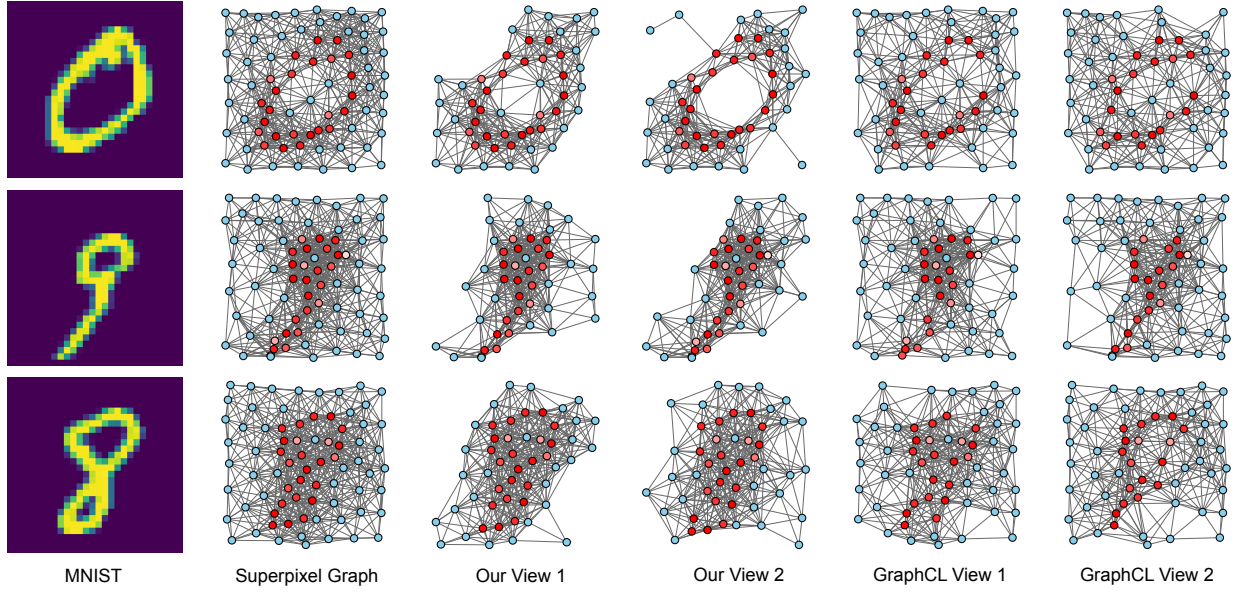 MNIST
Superpixel Graph
Our View 1
Our View 2
GraphCL View 1
GraphCL View 2